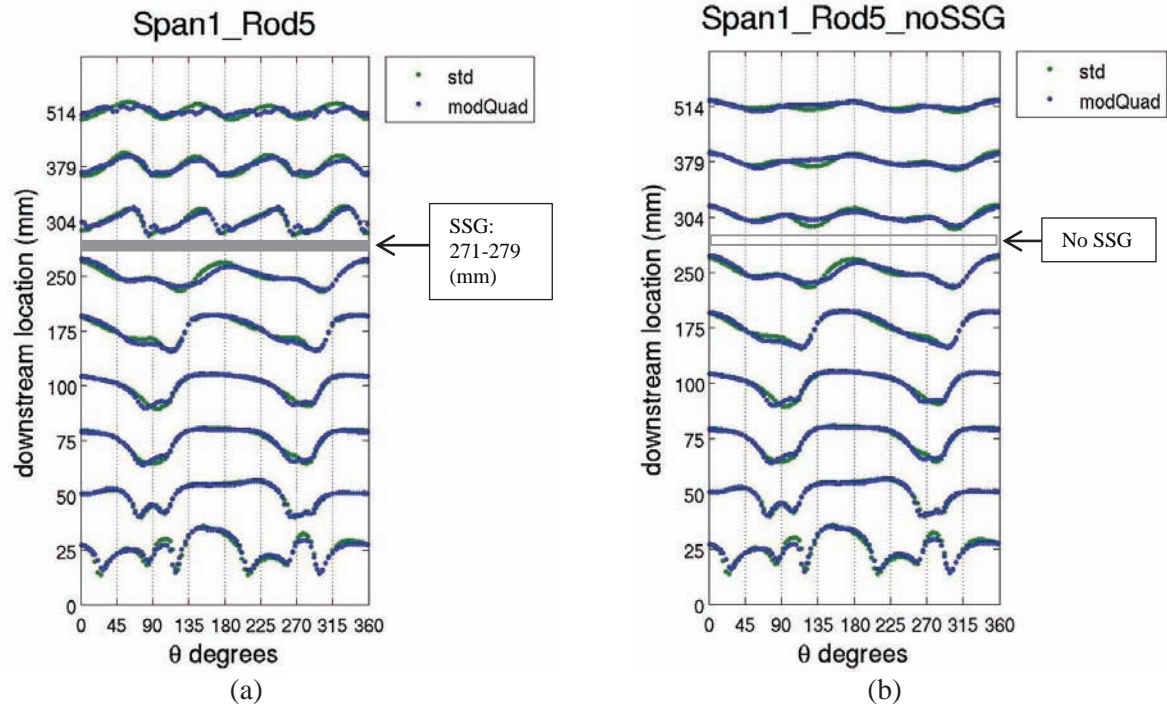 Span1_Rod5
std
modQuad
514
379
304
250
175
100
75
50
25
0
downstream location (mm)
0 45 90 135 180 225 270 315 360
θ degrees
SSG:
271-279
(mm)
(a)
Span1_Rod5_noSSG
std
modQuad
514
379
304
250
175
100
75
50
25
0
downstream location (mm)
0 45 90 135 180 225 270 315 360
θ degrees
No SSG
(b)